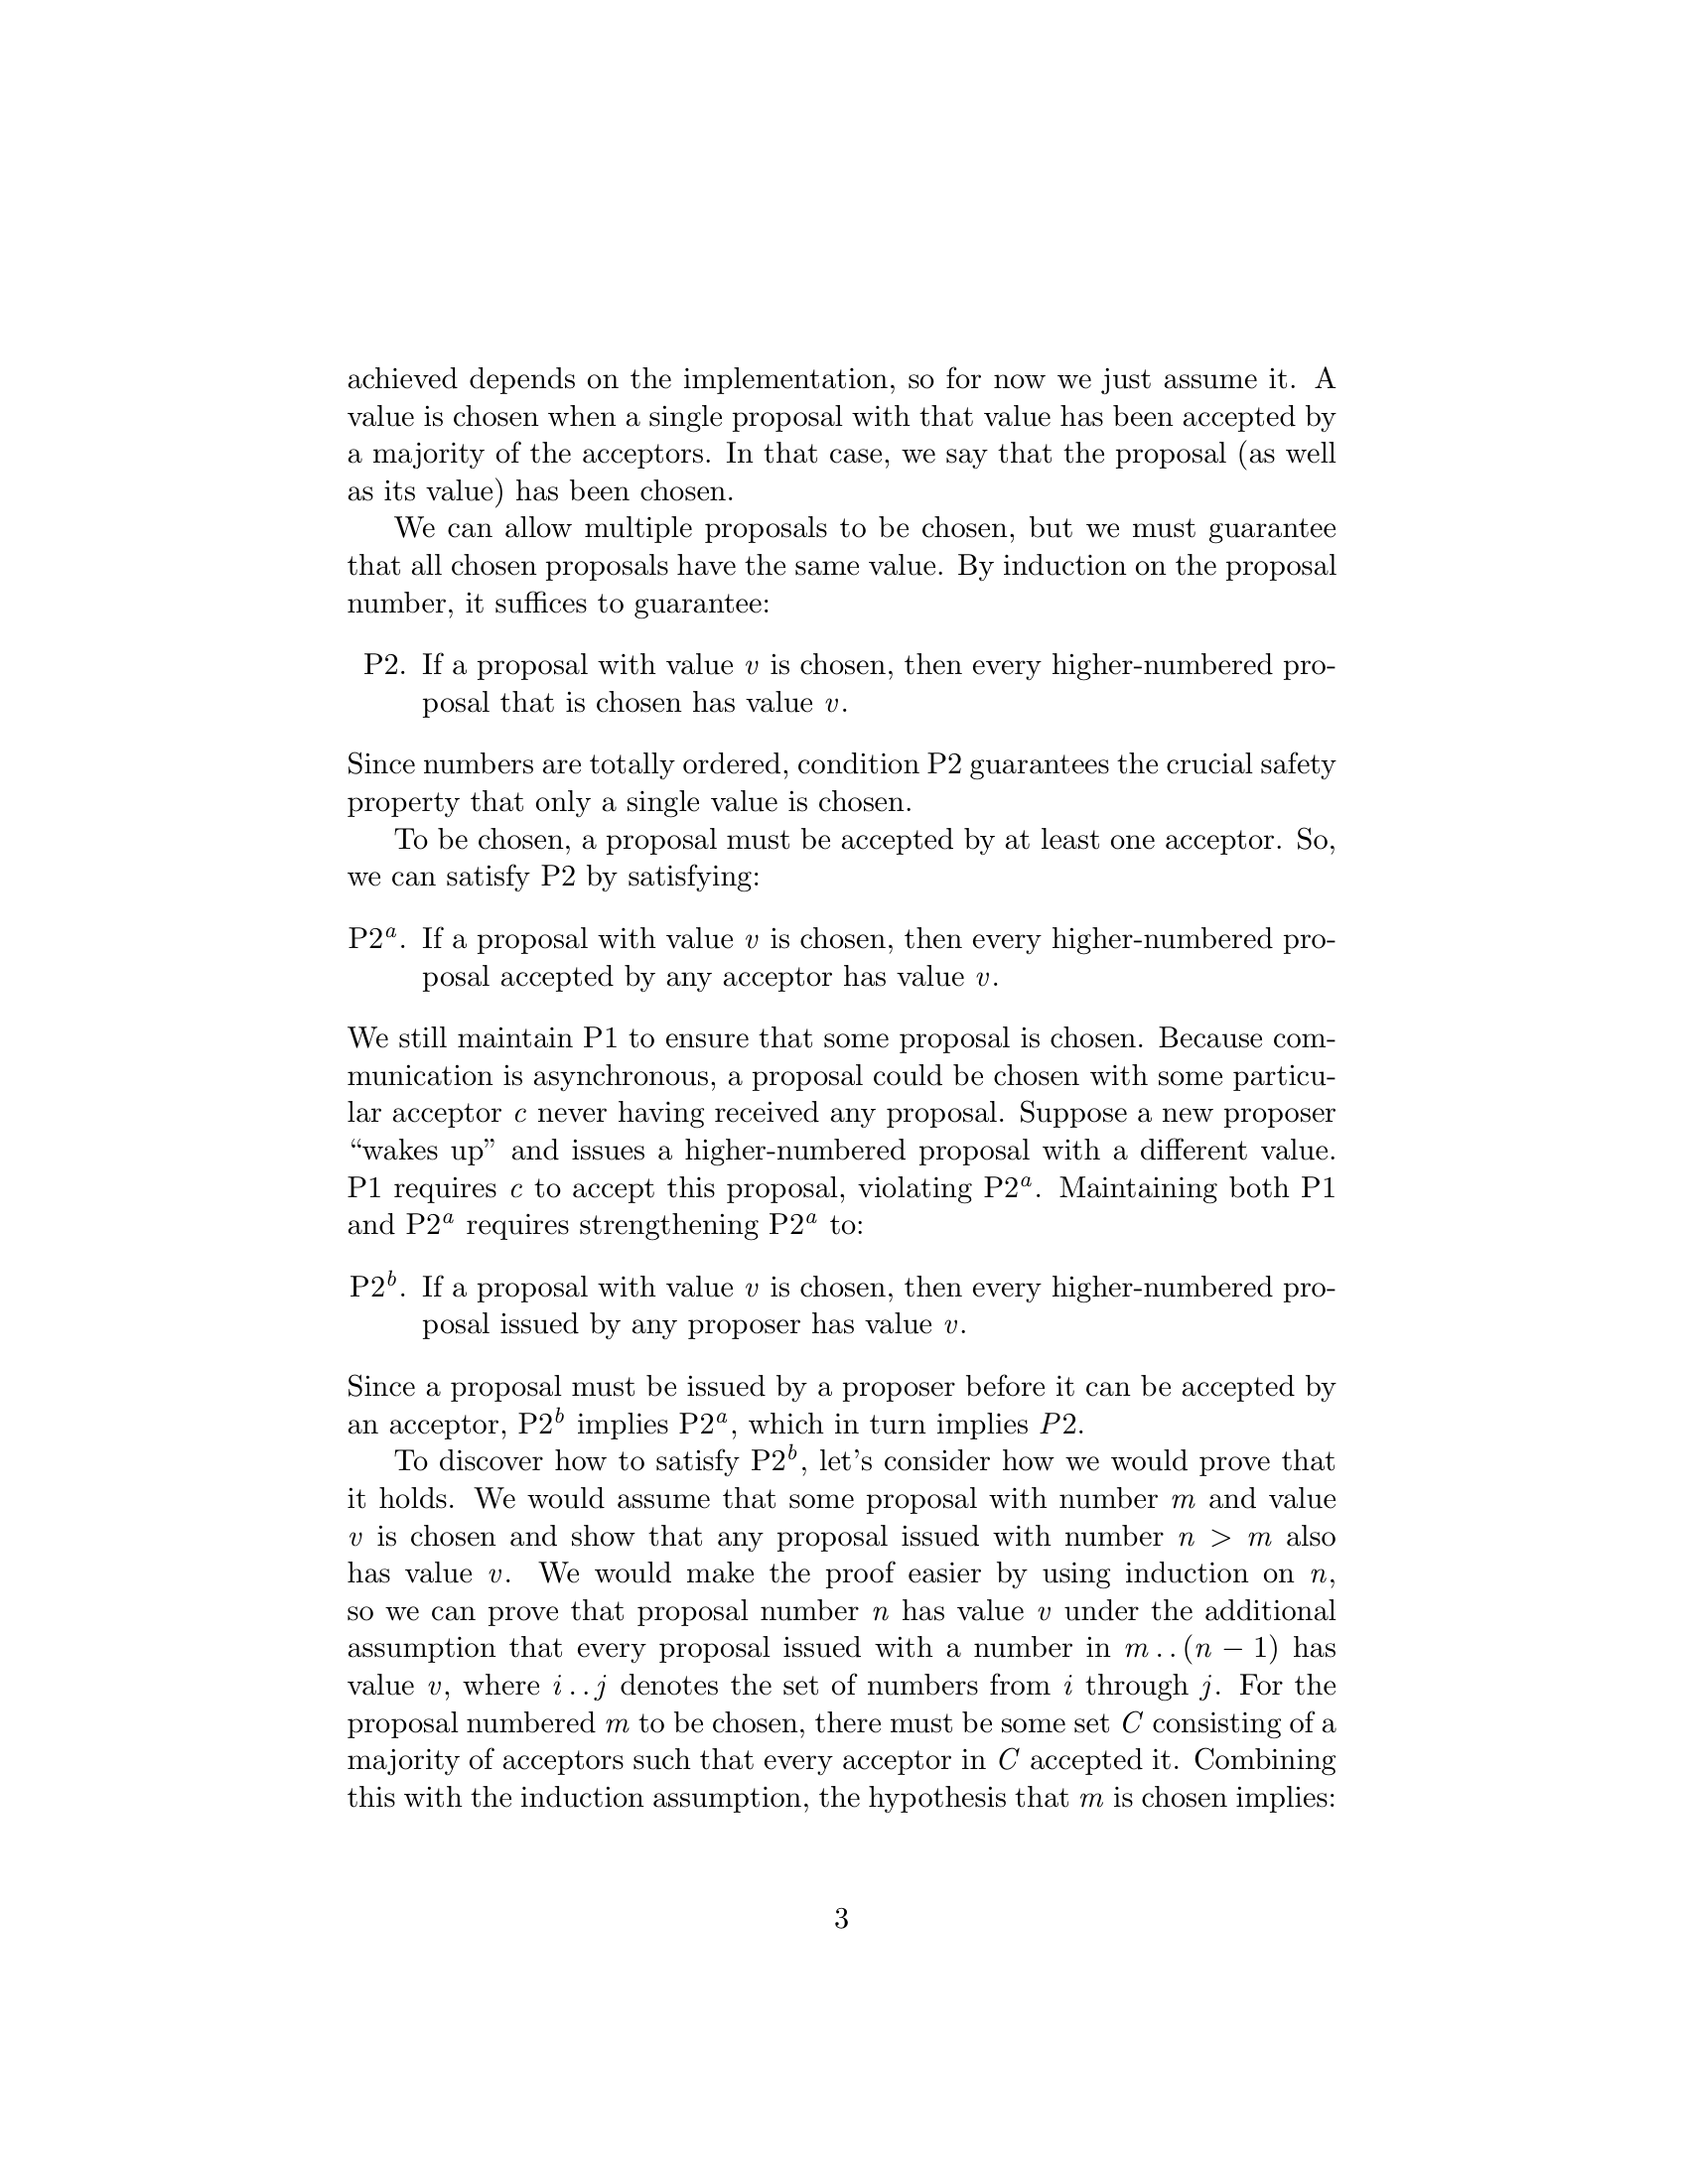 achieved depends on the implementation, so for now we just assume it. A
value is chosen when a single proposal with that value has been accepted by
a majority of the acceptors. In that case, we say that the proposal (as well
as its value) has been chosen.
We can allow multiple proposals to be chosen, but we must guarantee
that all chosen proposals have the same value. By induction on the proposal
number, it suffices to guarantee:
P2. If a proposal with value v is chosen, then every higher-numbered pro-
posal that is chosen has value v.
Since numbers are totally ordered, condition P2 guarantees the crucial safety
property that only a single value is chosen.
To be chosen, a proposal must be accepted by at least one acceptor. So,
we can satisfy P2 by satisfying:
P2ᵃ. If a proposal with value v is chosen, then every higher-numbered pro-
posal accepted by any acceptor has value v.
We still maintain P1 to ensure that some proposal is chosen. Because com-
munication is asynchronous, a proposal could be chosen with some particu-
lar acceptor c never having received any proposal. Suppose a new proposer
“wakes up” and issues a higher-numbered proposal with a different value.
P1 requires c to accept this proposal, violating P2ᵃ. Maintaining both P1
and P2ᵃ requires strengthening P2ᵃ to:
P2ᵇ. If a proposal with value v is chosen, then every higher-numbered pro-
posal issued by any proposer has value v.
Since a proposal must be issued by a proposer before it can be accepted by
an acceptor, P2ᵇ implies P2ᵃ, which in turn implies P2.
To discover how to satisfy P2ᵇ, let’s consider how we would prove that
it holds. We would assume that some proposal with number m and value
v is chosen and show that any proposal issued with number n > m also
has value v. We would make the proof easier by using induction on n,
so we can prove that proposal number n has value v under the additional
assumption that every proposal issued with a number in m . . (n − 1) has
value v, where i . . j denotes the set of numbers from i through j. For the
proposal numbered m to be chosen, there must be some set C consisting of a
majority of acceptors such that every acceptor in C accepted it. Combining
this with the induction assumption, the hypothesis that m is chosen implies:
3